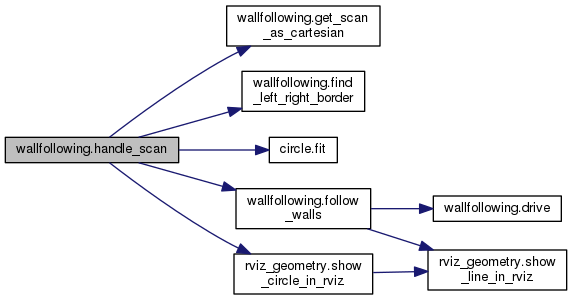 wallfollowing.get_scan
_as_cartesian
wallfollowing.find
_left_right_border
wallfollowing.handle_scan
circle.fit
wallfollowing.follow
_walls
wallfollowing.drive
rviz_geometry.show
_circle_in_rviz
rviz_geometry.show
_line_in_rviz